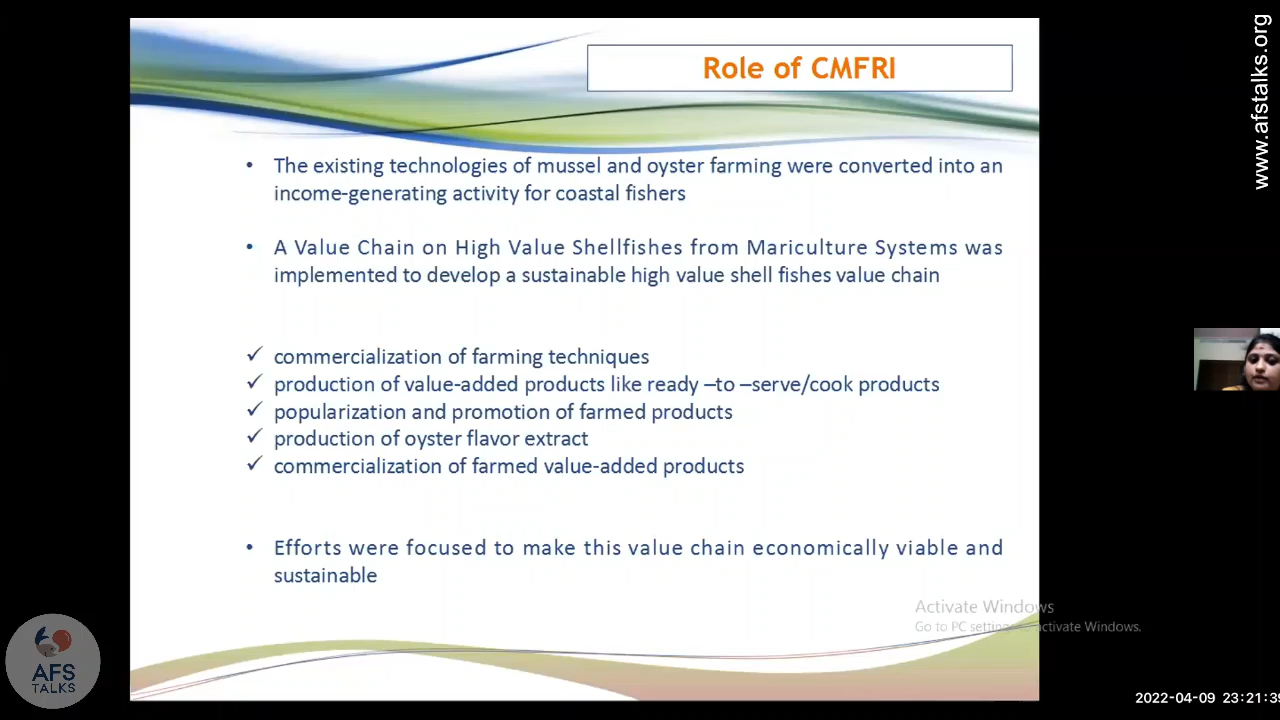 Role of CMFRI
• The existing technologies of mussel and oyster farming were converted into an
income-generating activity for coastal fishers
• A Value Chain on High Value Shellfishes from Mariculture Systems was
implemented to develop a sustainable high value shell fishes value chain
✓ commercialization of farming techniques
✓ production of value-added products like ready –to –serve/cook products
✓ popularization and promotion of farmed products
✓ production of oyster flavor extract
✓ commercialization of farmed value-added products
• Efforts were focused to make this value chain economically viable and
sustainable
Activate Windows
Go to PC settings to activate Windows.
www.afstalks.org
AFS
TALKS
2022-04-09 23:21:39